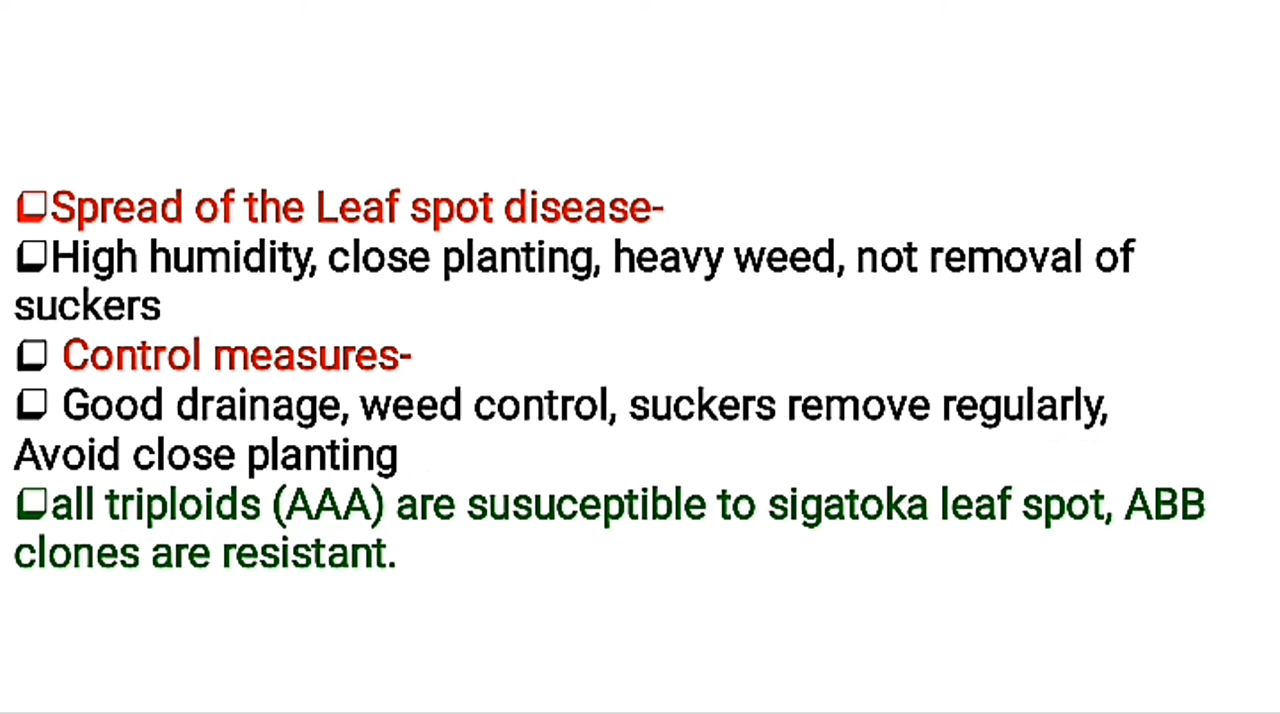 ❑Spread of the Leaf spot disease-
❑High humidity, close planting, heavy weed, not removal of
suckers
❑ Control measures-
❑ Good drainage, weed control, suckers remove regularly,
Avoid close planting
❑all triploids (AAA) are susuceptible to sigatoka leaf spot, ABB
clones are resistant.